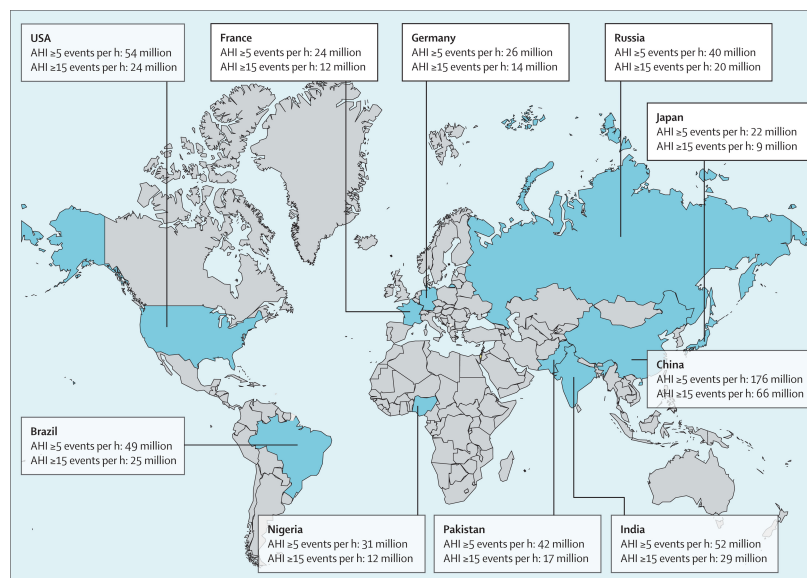 USA
AHI ≥5 events per h: 54 million
AHI ≥15 events per h: 24 million
France
AHI ≥5 events per h: 24 million
AHI ≥15 events per h: 12 million
Germany
AHI ≥5 events per h: 26 million
AHI ≥15 events per h: 14 million
Russia
AHI ≥5 events per h: 40 million
AHI ≥15 events per h: 20 million
Japan
AHI ≥5 events per h: 22 million
AHI ≥15 events per h: 9 million
China
AHI ≥5 events per h: 176 million
AHI ≥15 events per h: 66 million
Brazil
AHI ≥5 events per h: 49 million
AHI ≥15 events per h: 25 million
Nigeria
AHI ≥5 events per h: 31 million
AHI ≥15 events per h: 12 million
Pakistan
AHI ≥5 events per h: 42 million
AHI ≥15 events per h: 17 million
India
AHI ≥5 events per h: 52 million
AHI ≥15 events per h: 29 million